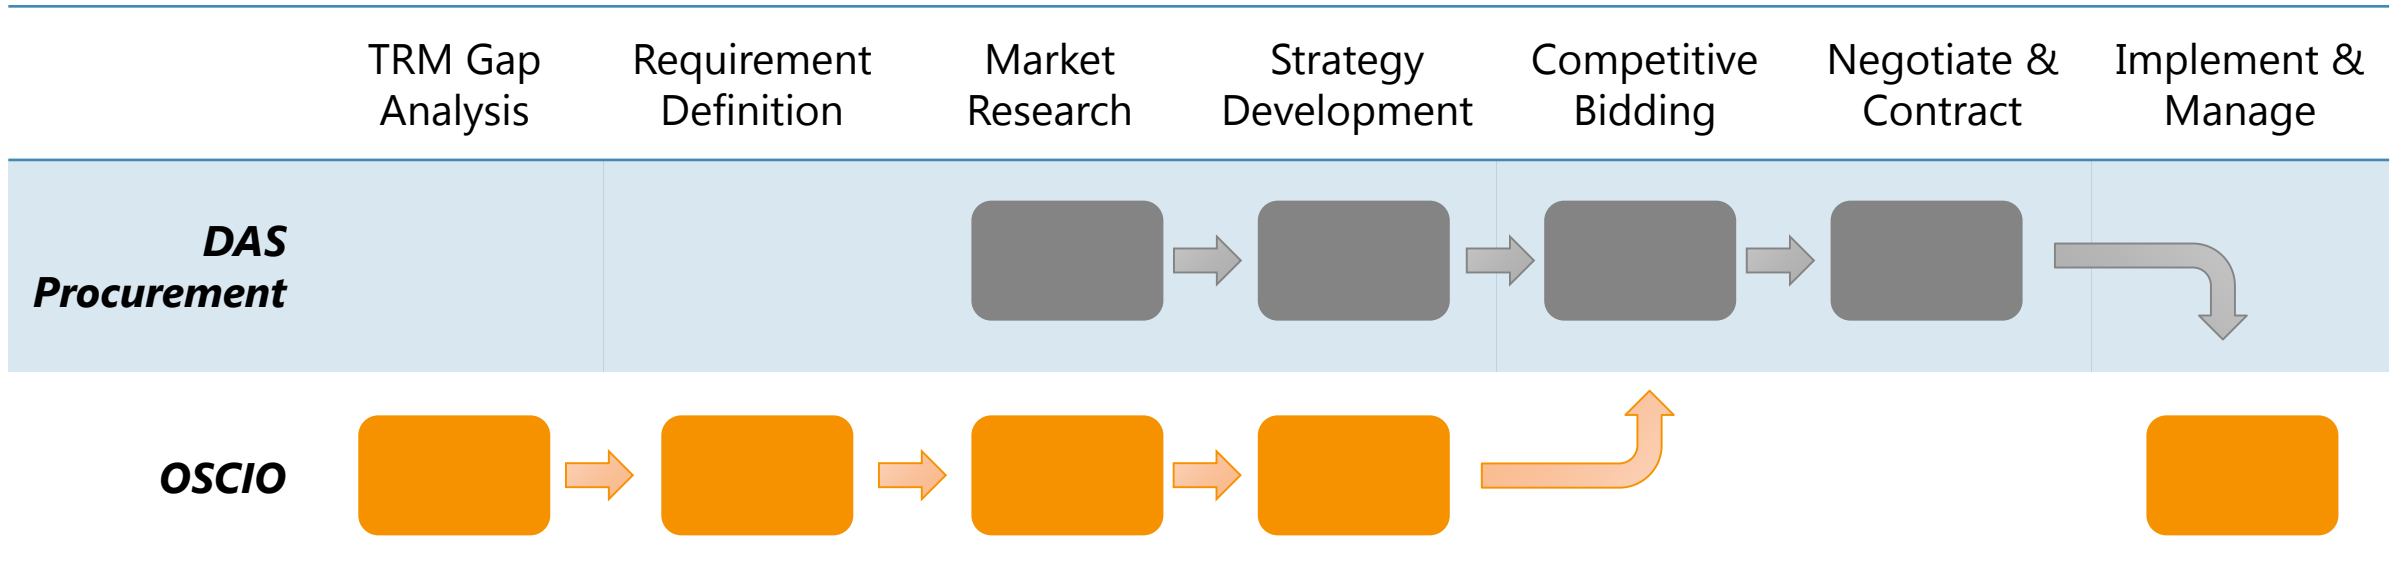 TRM Gap
Analysis
Requirement
Definition
Market
Research
Strategy
Development
Competitive
Bidding
Negotiate &
Contract
Implement &
Manage
DAS
Procurement
OSCIO